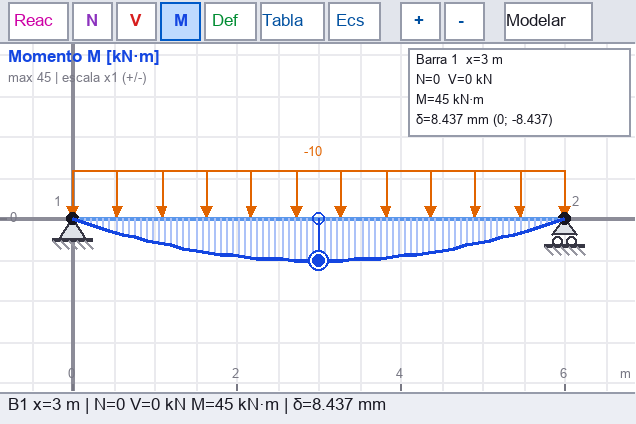 Reac N V M Def Tabla Ecs + - Modelar
Momento M [kN·m]
max 45 | escala x1 (+/-)
Barra 1 x=3 m
N=0 V=0 kN
M=45 kN·m
δ=8.437 mm (0; -8.437)
-10
1 2
0
0 2 4 6 m
B1 x=3 m | N=0 V=0 kN M=45 kN·m | δ=8.437 mm